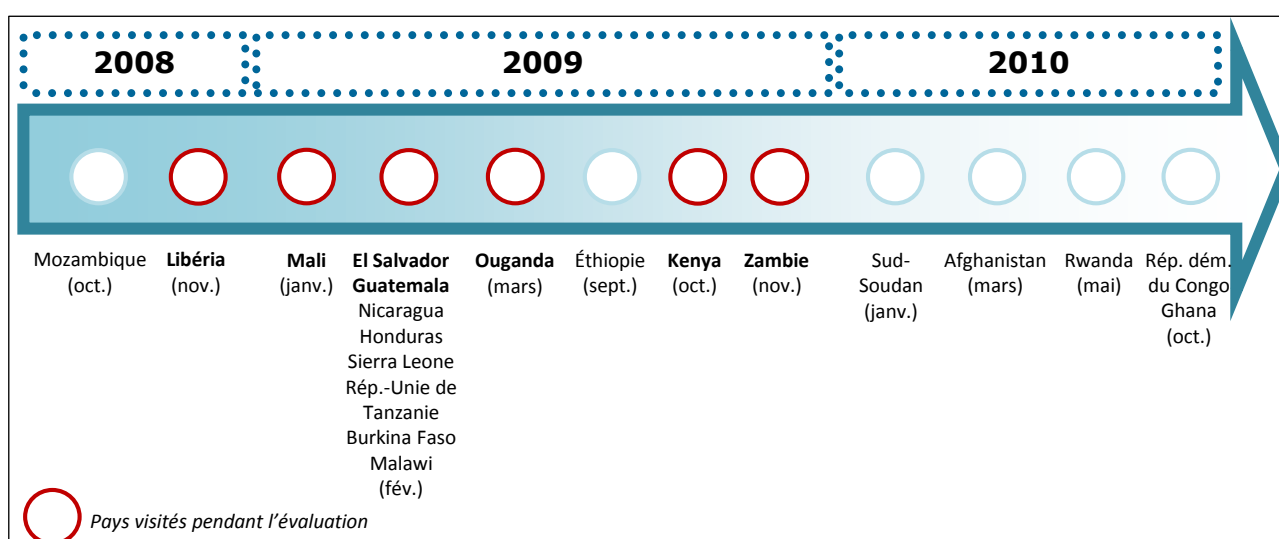 2008
2009
2010
Mozambique
(oct.)
Libéria
(nov.)
Mali
(janv.)
El Salvador
Guatemala
Nicaragua
Honduras
Sierra Leone
Rép.-Unie de
Tanzanie
Burkina Faso
Malawi
(fév.)
Ouganda
(mars)
Éthiopie
(sept.)
Kenya
(oct.)
Zambie
(nov.)
Sud-
Soudan
(janv.)
Afghanistan
(mars)
Rwanda
(mai)
Rép. dém.
du Congo
Ghana
(oct.)
Pays visités pendant l’évaluation